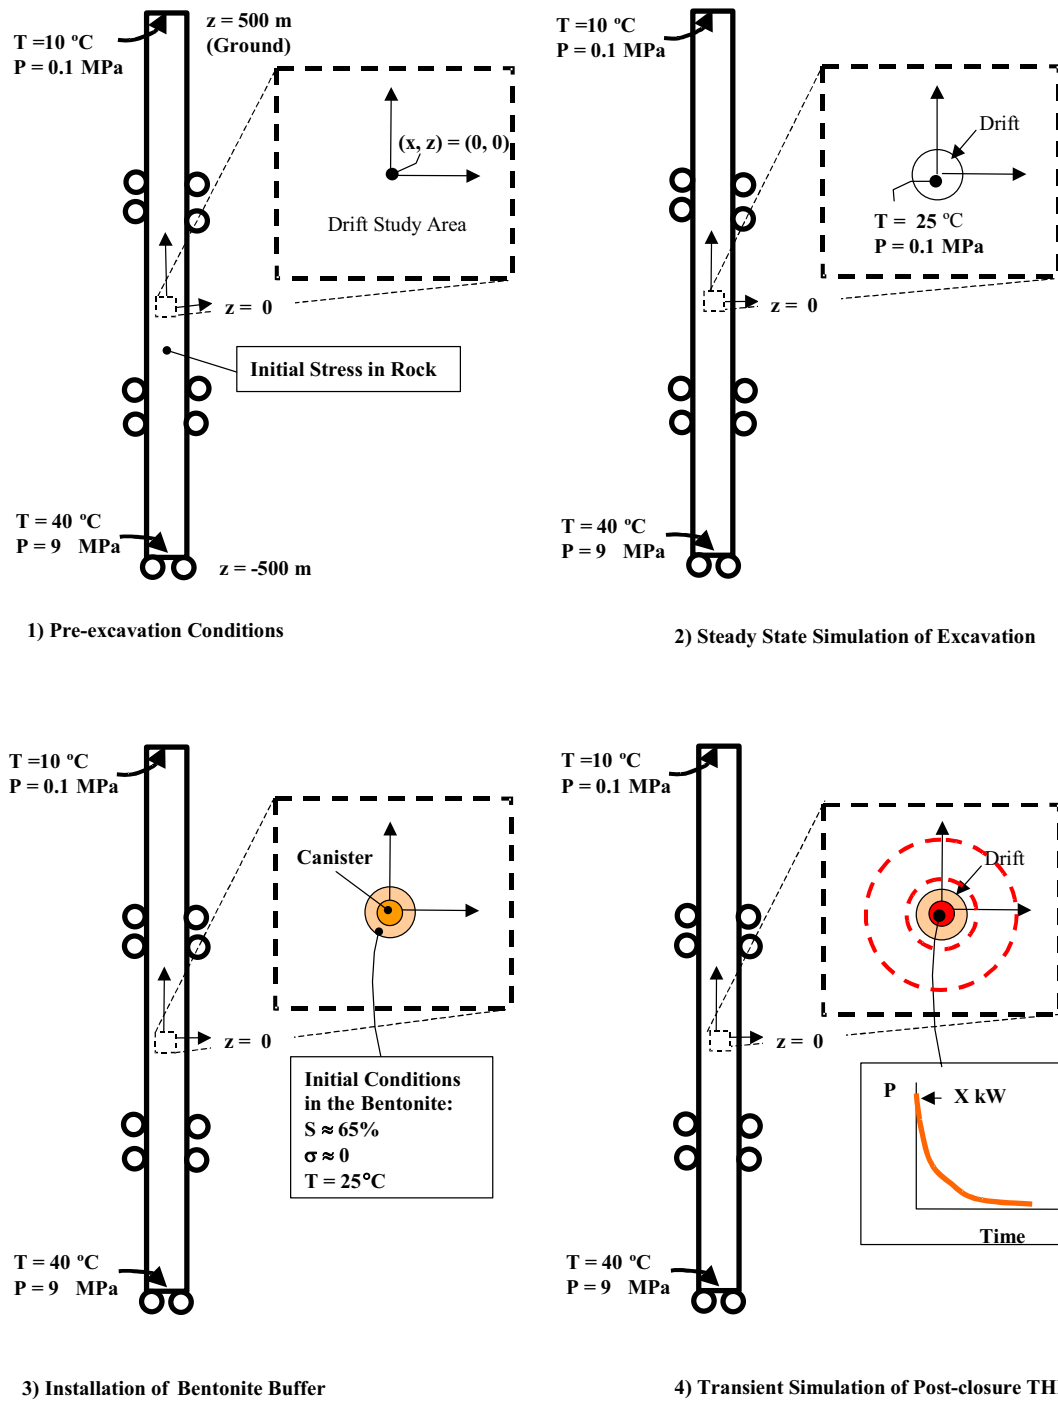 T =10 ºC
P = 0.1 MPa
z = 500 m
(Ground)
(x, z) = (0, 0)
Drift Study Area
z = 0
Initial Stress in Rock
T = 40 ºC
P = 9 MPa
z = -500 m
1) Pre-excavation Conditions
T =10 ºC
P = 0.1 MPa
Drift
T = 25 ºC
P = 0.1 MPa
z = 0
T = 40 ºC
P = 9 MPa
2) Steady State Simulation of Excavation
T =10 ºC
P = 0.1 MPa
Canister
z = 0
Initial Conditions
in the Bentonite:
S ≈ 65%
σ ≈ 0
T = 25°C
T = 40 ºC
P = 9 MPa
3) Installation of Bentonite Buffer
T =10 ºC
P = 0.1 MPa
Drift
z = 0
P
X kW
Time
T = 40 ºC
P = 9 MPa
4) Transient Simulation of Post-closure